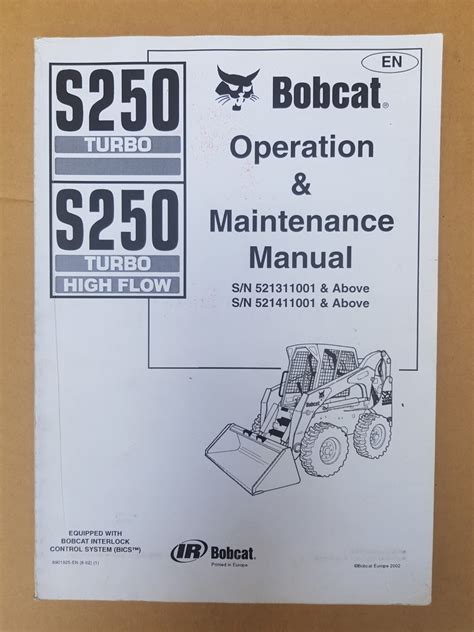 S250
TURBO
S250
TURBO
HIGH FLOW
EN
Bobcat®
Operation
&
Maintenance
Manual
S/N 521311001 & Above
S/N 521411001 & Above
EQUIPPED WITH
BOBCAT INTERLOCK
CONTROL SYSTEM (BICS™)
IR Bobcat.
Printed in Europe
©Bobcat Europe 2002